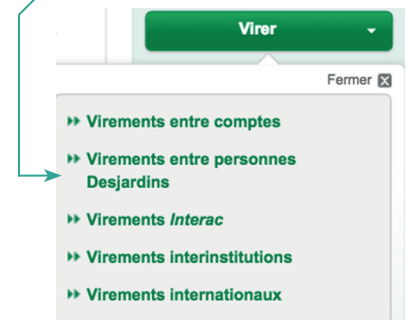 Virer
Fermer
Virements entre comptes
Virements entre personnes
Desjardins
Virements Interac
Virements interinstitutions
Virements internationaux